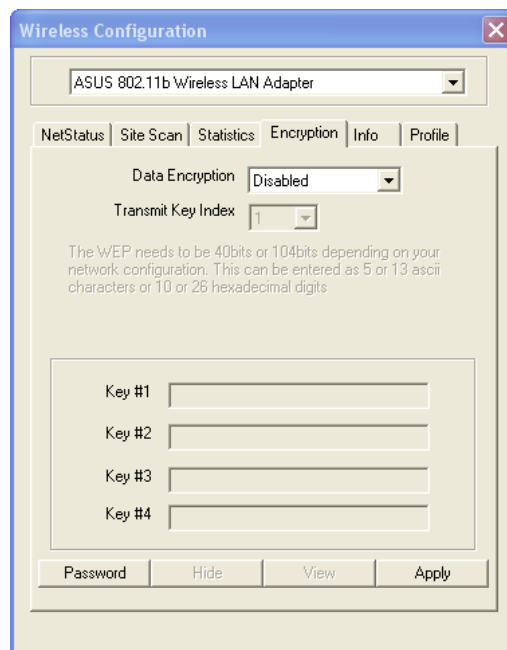 Wireless Configuration
ASUS 802.11b Wireless LAN Adapter
NetStatus Site Scan Statistics Encryption Info Profile
Data Encryption Disabled
Transmit Key Index 1
The WEP needs to be 40bits or 104bits depending on your
network configuration. This can be entered as 5 or 13 ascii
characters or 10 or 26 hexadecimal digits
Key #1
Key #2
Key #3
Key #4
Password Hide View Apply